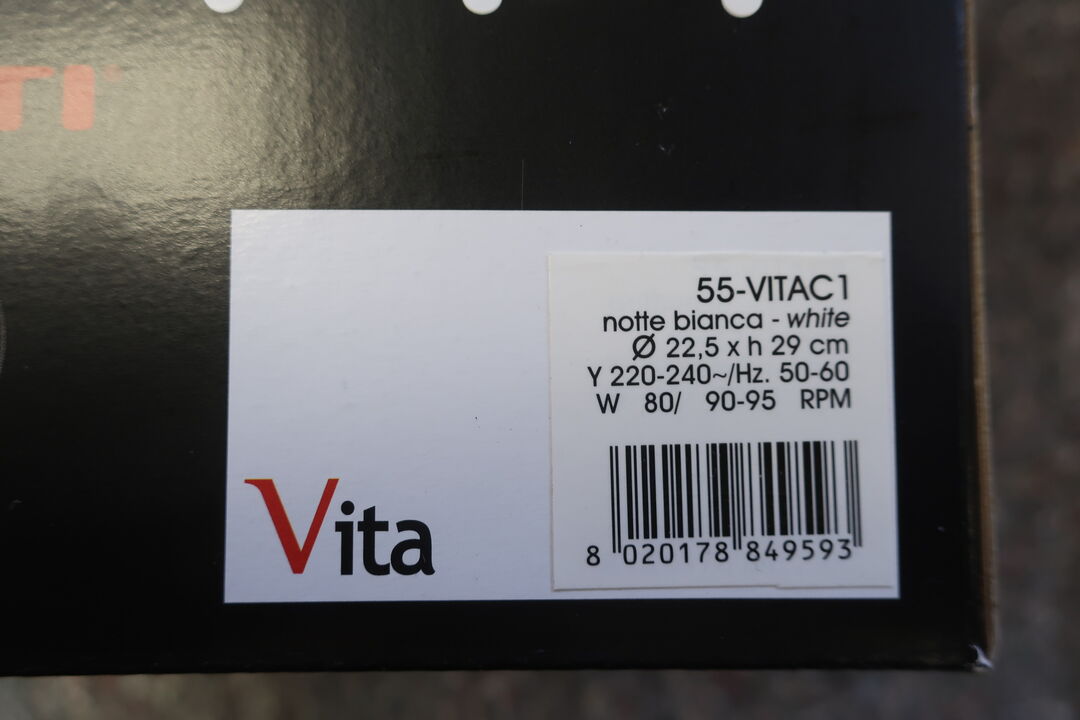 TI
55-VITAC1
notte bianca - white
Ø 22,5 x h 29 cm
Y 220-240~/Hz. 50-60
W 80/ 90-95 RPM
Vita
8 020178 849593